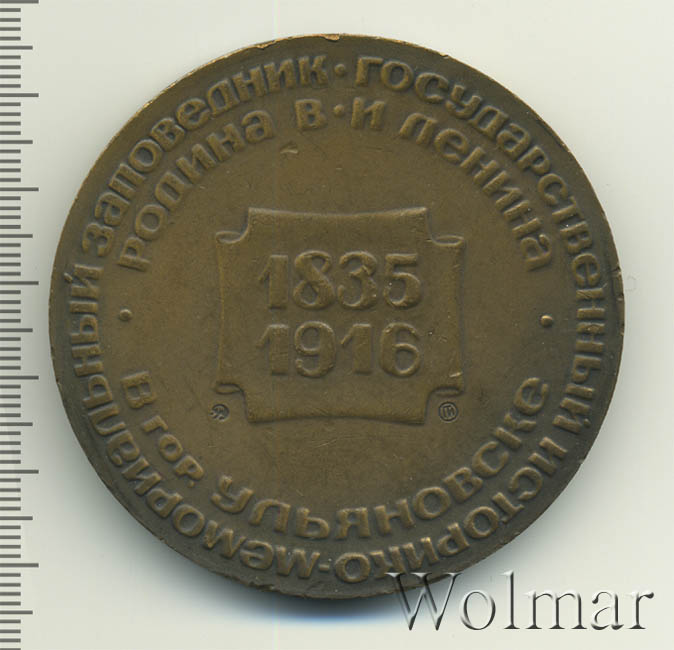 ГОСУДАРСТВЕННЫЙ ИСТОРИКО-МЕМОРИАЛЬНЫЙ ЗАПОВЕДНИК ·
РОДИНА В·И ЛЕНИНА ·
В ГОР. УЛЬЯНОВСКЕ ·
1835
1916
Wolmar